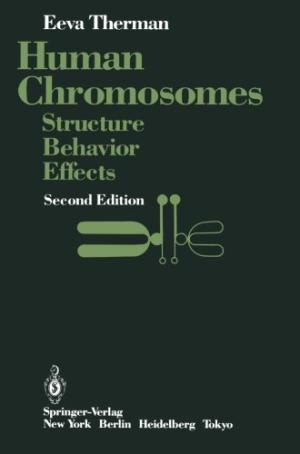 Eeva Therman
Human
Chromosomes
Structure
Behavior
Effects
Second Edition
Springer-Verlag
New York Berlin Heidelberg Tokyo